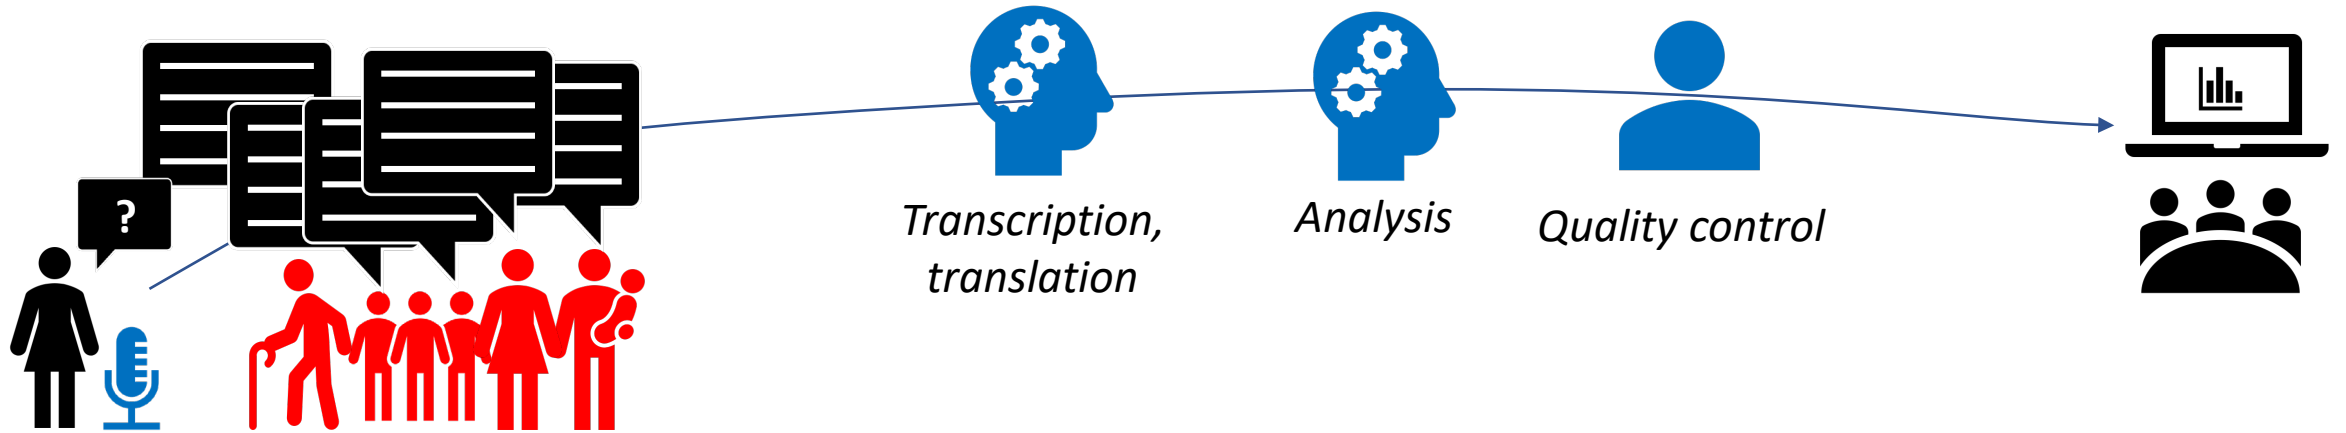 ?
Transcription,
translation
Analysis
Quality control